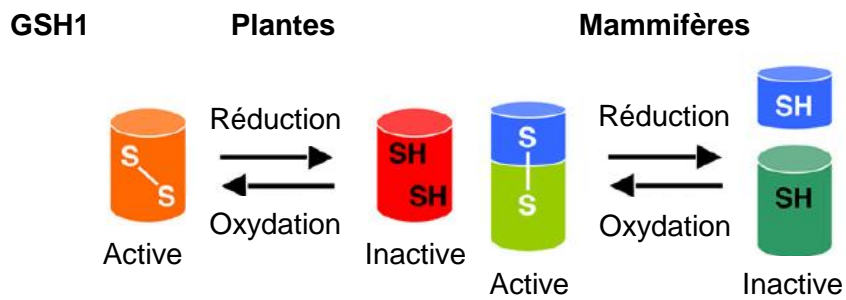 GSH1 Plantes Mammifères
Réduction Réduction
SH
S
S
S
S
SH
SH
SH
Oxydation Oxydation
Active Inactive
Active Inactive